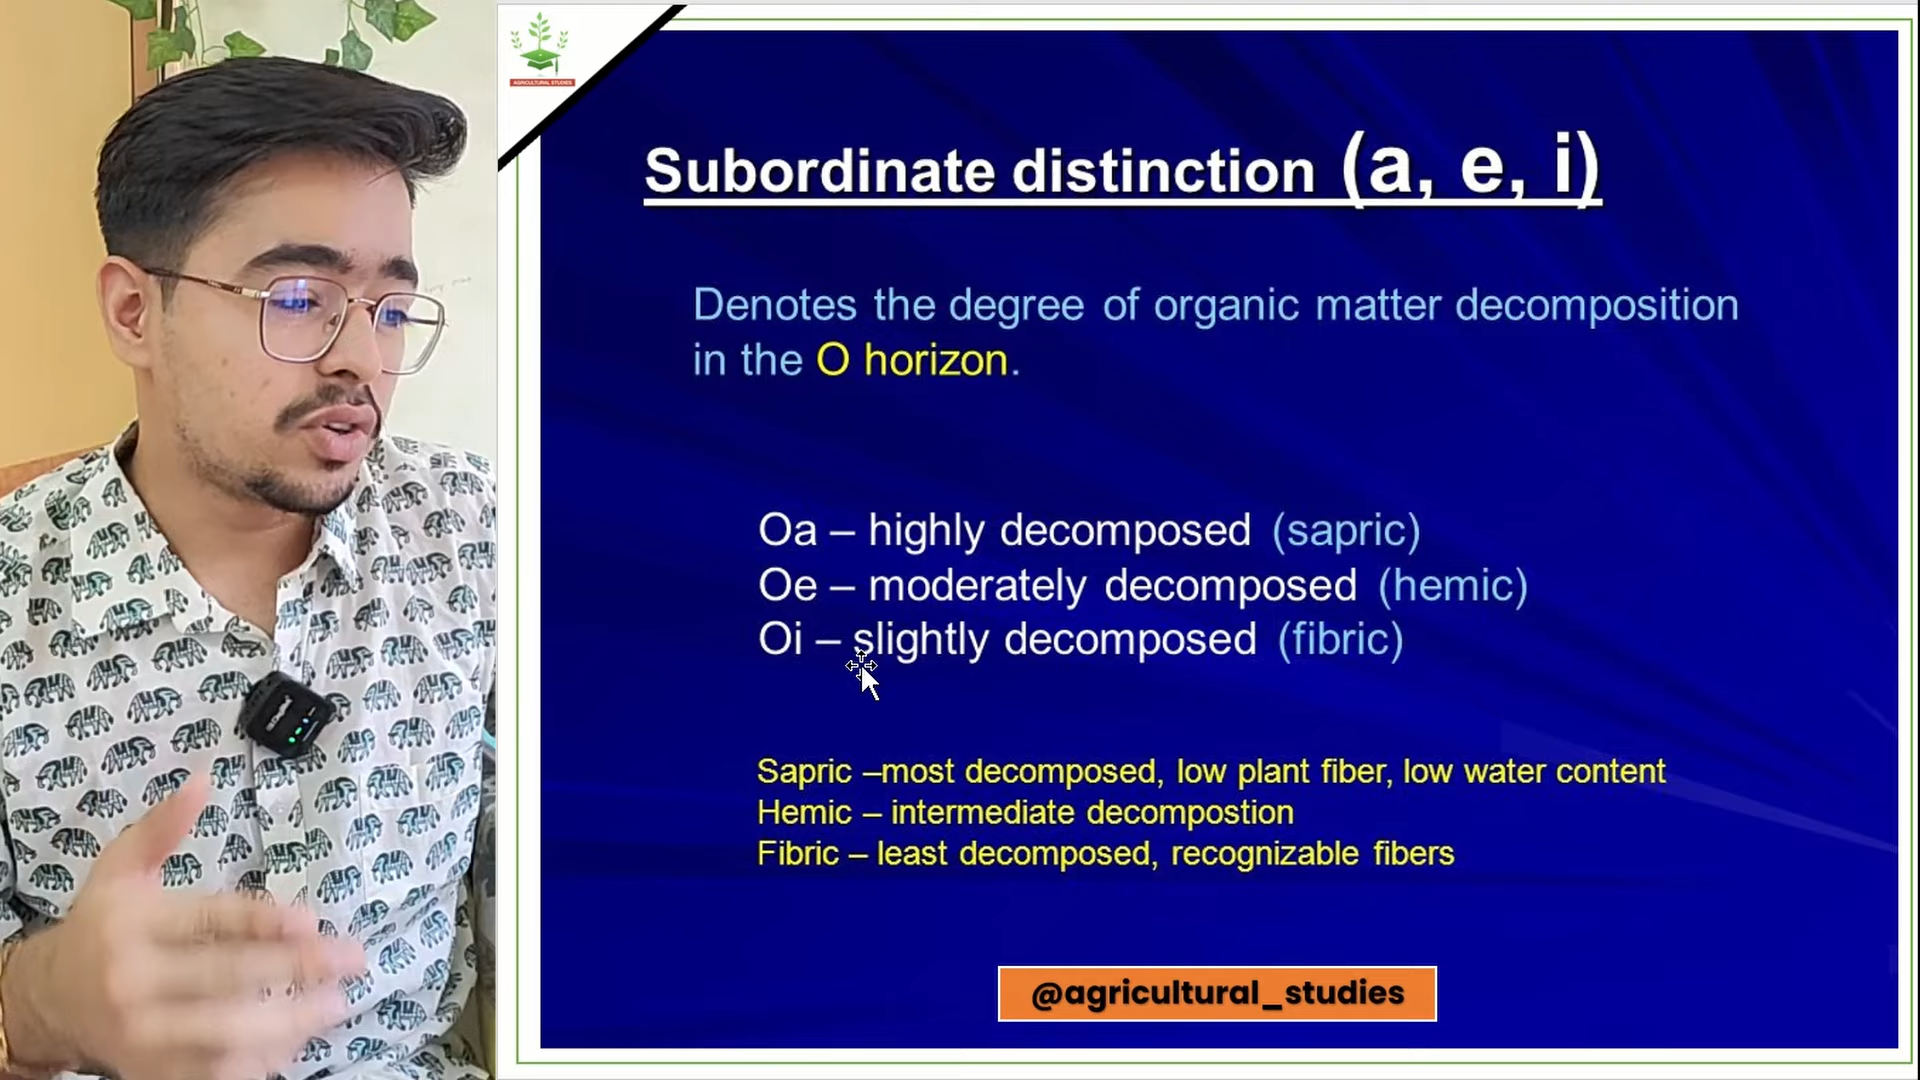 AGRICULTURAL STUDIES
Subordinate distinction (a, e, i)
Denotes the degree of organic matter decomposition
in the O horizon.
Oa – highly decomposed (sapric)
Oe – moderately decomposed (hemic)
Oi – slightly decomposed (fibric)
Sapric –most decomposed, low plant fiber, low water content
Hemic – intermediate decompostion
Fibric – least decomposed, recognizable fibers
@agricultural_studies